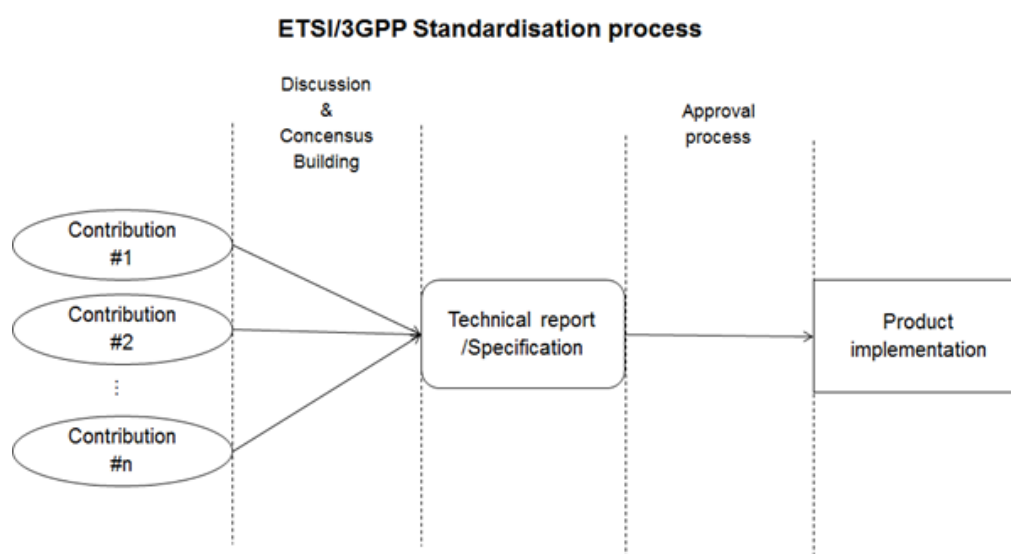 ETSI/3GPP Standardisation process
Discussion
&
Concensus
Building
Approval
process
Contribution
#1
Contribution
#2
⋮
Contribution
#n
Technical report
/Specification
Product
implementation